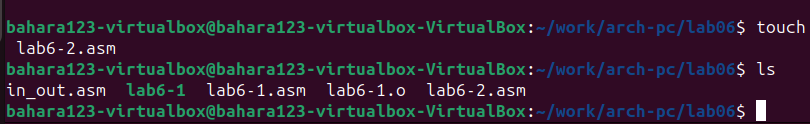 bahara123-virtualbox@bahara123-virtualbox-VirtualBox:~/work/arch-pc/lab06$ touch
 lab6-2.asm
bahara123-virtualbox@bahara123-virtualbox-VirtualBox:~/work/arch-pc/lab06$ ls
in_out.asm  lab6-1  lab6-1.asm  lab6-1.o  lab6-2.asm
bahara123-virtualbox@bahara123-virtualbox-VirtualBox:~/work/arch-pc/lab06$